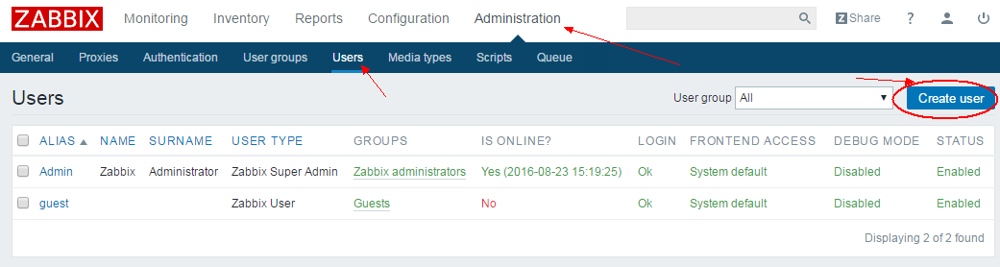 ZABBIX Monitoring Inventory Reports Configuration Administration Z Share ?
General Proxies Authentication User groups Users Media types Scripts Queue
Users User group All Create user
ALIAS NAME SURNAME USER TYPE GROUPS IS ONLINE? LOGIN FRONTEND ACCESS DEBUG MODE STATUS
Admin Zabbix Administrator Zabbix Super Admin Zabbix administrators Yes (2016-08-23 15:19:25) Ok System default Disabled Enabled
guest Zabbix User Guests No Ok System default Disabled Enabled
Displaying 2 of 2 found